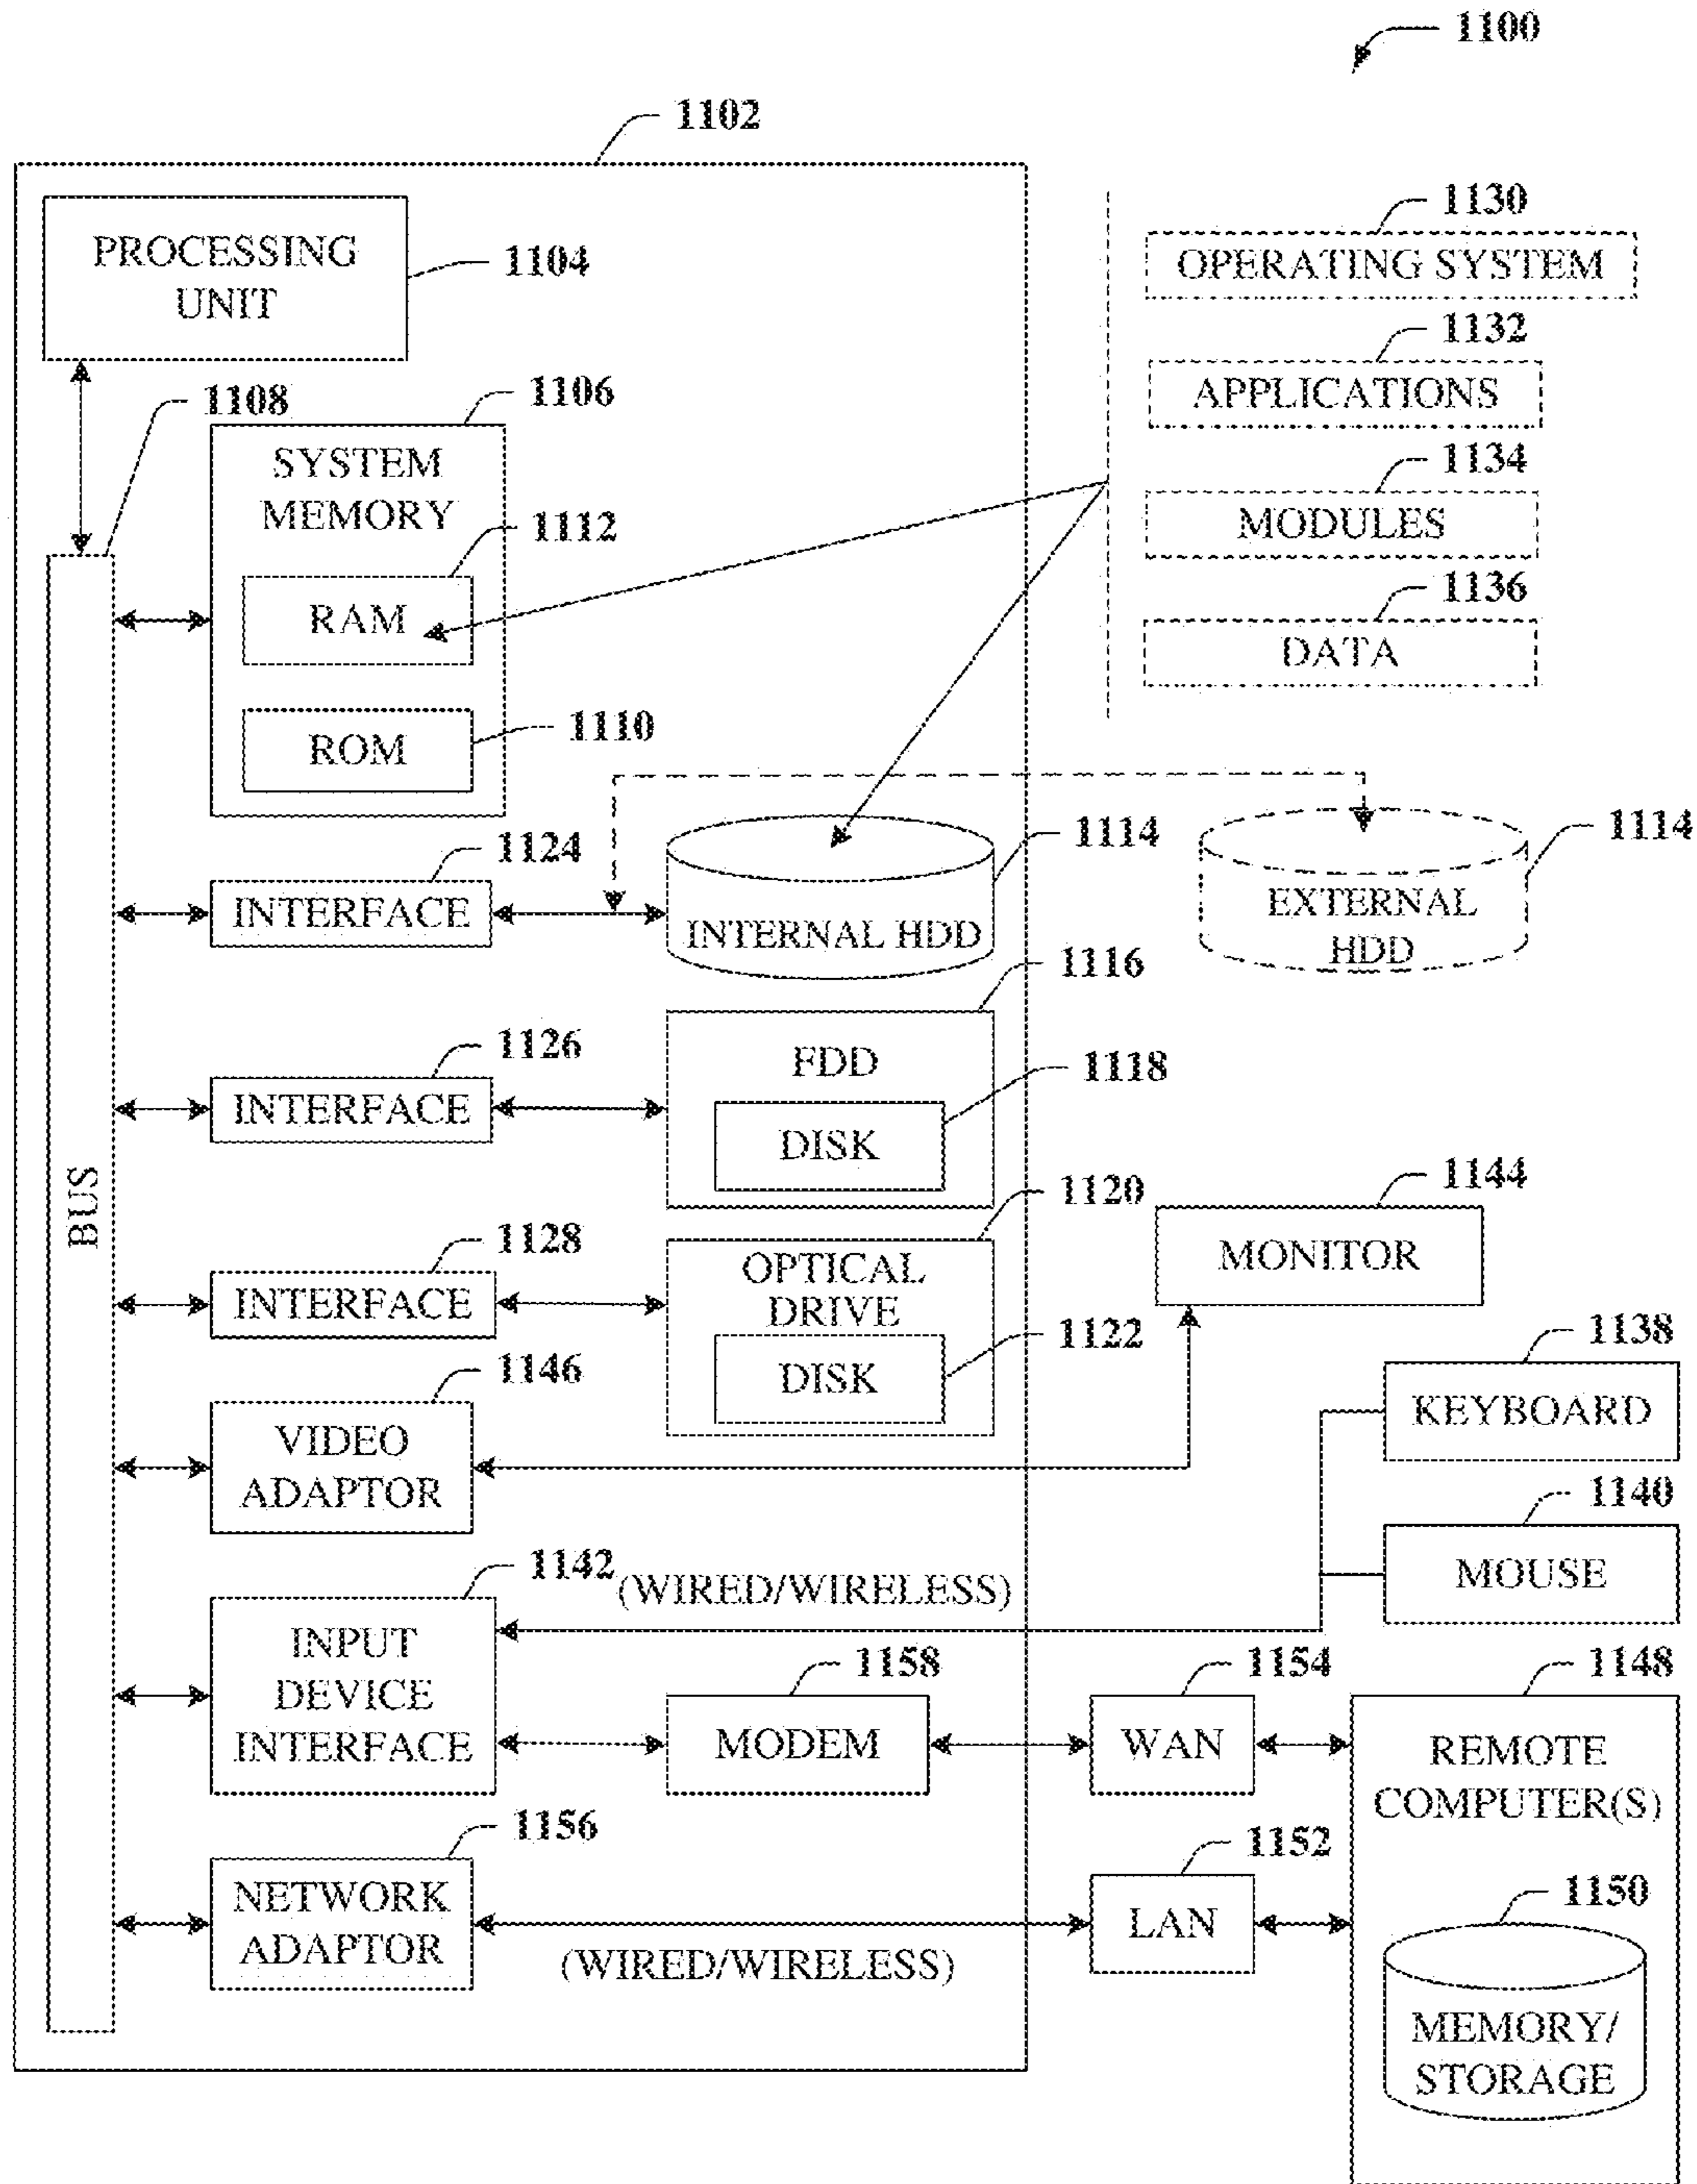 1100
1102
PROCESSING
UNIT
1104
1130
OPERATING SYSTEM
1132
APPLICATIONS
1134
MODULES
1136
DATA
1108
1106
SYSTEM
MEMORY
1112
RAM
1110
ROM
1124
INTERFACE
1114
INTERNAL HDD
1114
EXTERNAL
HDD
1116
FDD
1126
INTERFACE
1118
DISK
BUS
1120
OPTICAL
DRIVE
1128
INTERFACE
1122
DISK
1144
MONITOR
1138
KEYBOARD
1146
VIDEO
ADAPTOR
1140
MOUSE
1142
(WIRED/WIRELESS)
INPUT
DEVICE
INTERFACE
1158
MODEM
1154
WAN
1148
REMOTE
COMPUTER(S)
1156
NETWORK
ADAPTOR
(WIRED/WIRELESS)
1152
LAN
1150
MEMORY/
STORAGE